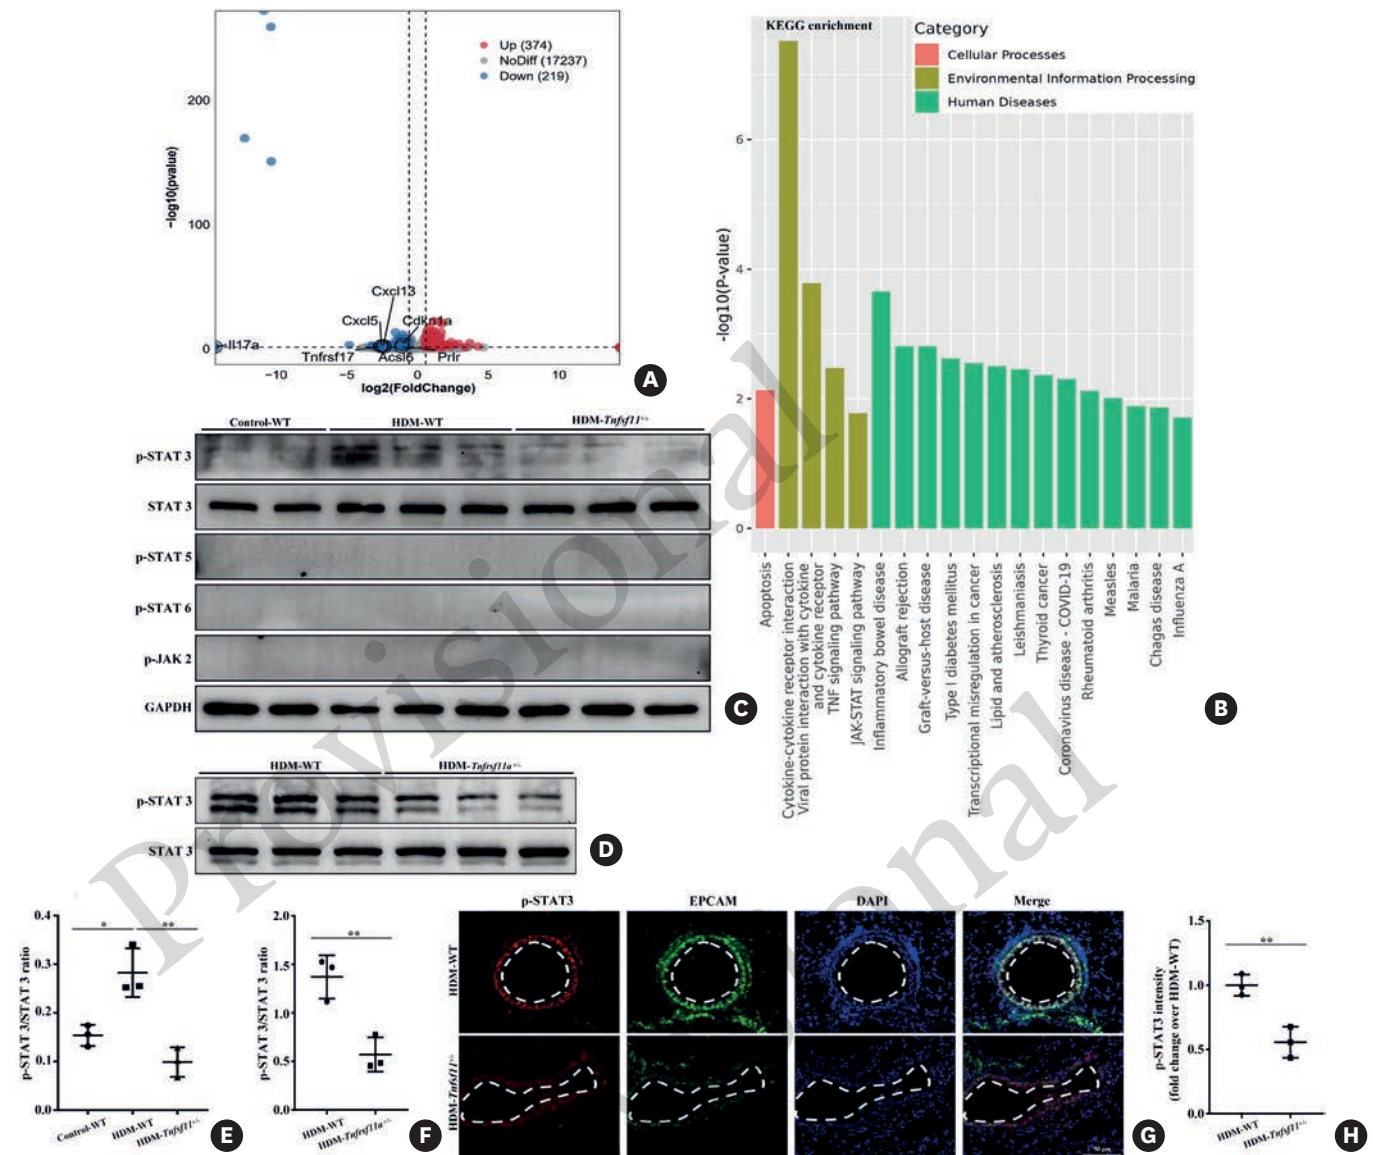 KEGG enrichment
Category
Cellular Processes
Environmental Information Processing
Human Diseases
Up (374)
NoDiff (17237)
Down (219)
200
100
0
−log10(pvalue)
Cxcl13
Cxcl5
Cdkn1a
Il17a
Tnfrsf17
Acsl6
Prlr
−10
−5
0
5
10
log2(FoldChange)
A
6
4
2
0
-log10(P-value)
Apoptosis
Cytokine-cytokine receptor interaction
Viral protein interaction with cytokine
and cytokine receptor
TNF signaling pathway
JAK-STAT signaling pathway
Inflammatory bowel disease
Allograft rejection
Graft-versus-host disease
Type I diabetes mellitus
Transcriptional misregulation in cancer
Lipid and atherosclerosis
Leishmaniasis
Thyroid cancer
Coronavirus disease - COVID-19
Rheumatoid arthritis
Measles
Malaria
Chagas disease
Influenza A
B
Control-WT
HDM-WT
HDM-Tnfsf11+/-
p-STAT 3
STAT 3
p-STAT 5
p-STAT 6
p-JAK 2
GAPDH
C
HDM-WT
HDM-Tnfrsf11a+/-
p-STAT 3
STAT 3
D
0.4
0.3
0.2
0.1
0.0
p-STAT 3/STAT 3 ratio
*
**
Control-WT
HDM-WT
HDM-Tnfsf11+/-
E
2.0
1.5
1.0
0.5
0.0
p-STAT 3/STAT 3 ratio
**
HDM-WT
HDM-Tnfrsf11a+/-
F
p-STAT3
EPCAM
DAPI
Merge
HDM-WT
HDM-Tnfsf11+/-
G
1.5
1.0
0.5
0.0
p-STAT3 intensity
(fold change over HDM-WT)
**
HDM-WT
HDM-Tnfsf11+/-
H
Provisional